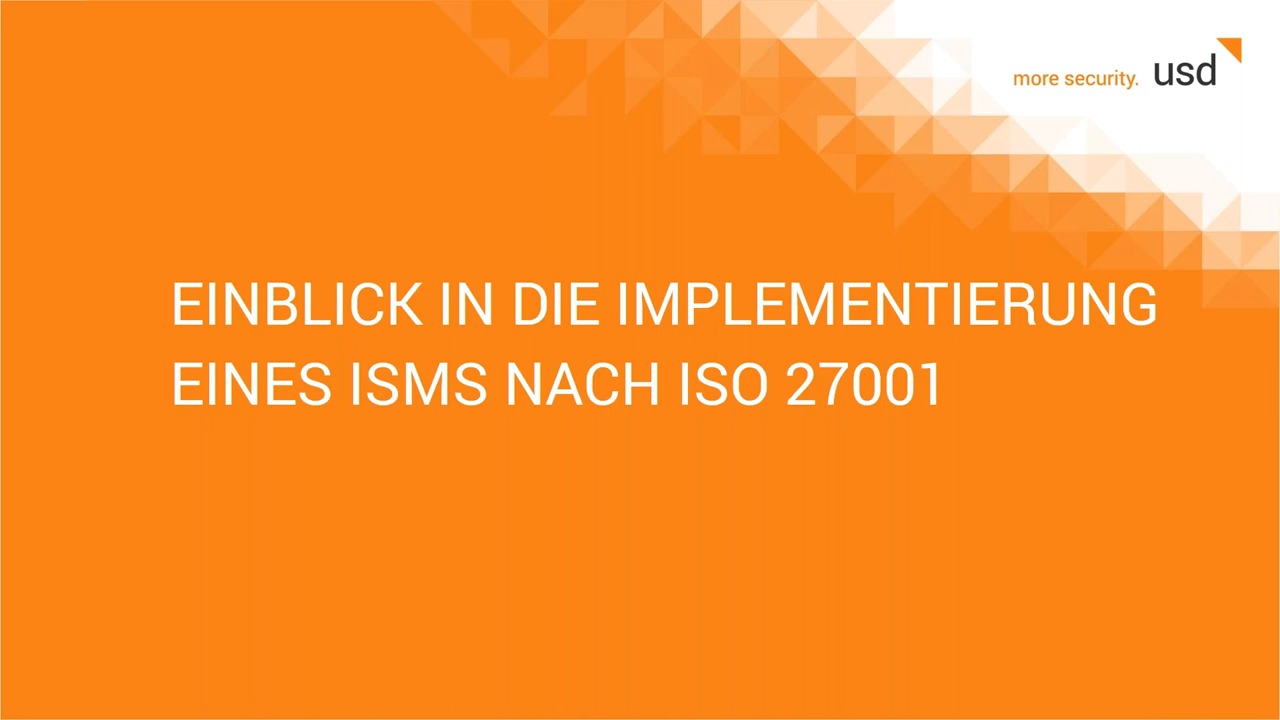 more security. usd
EINBLICK IN DIE IMPLEMENTIERUNG
EINES ISMS NACH ISO 27001